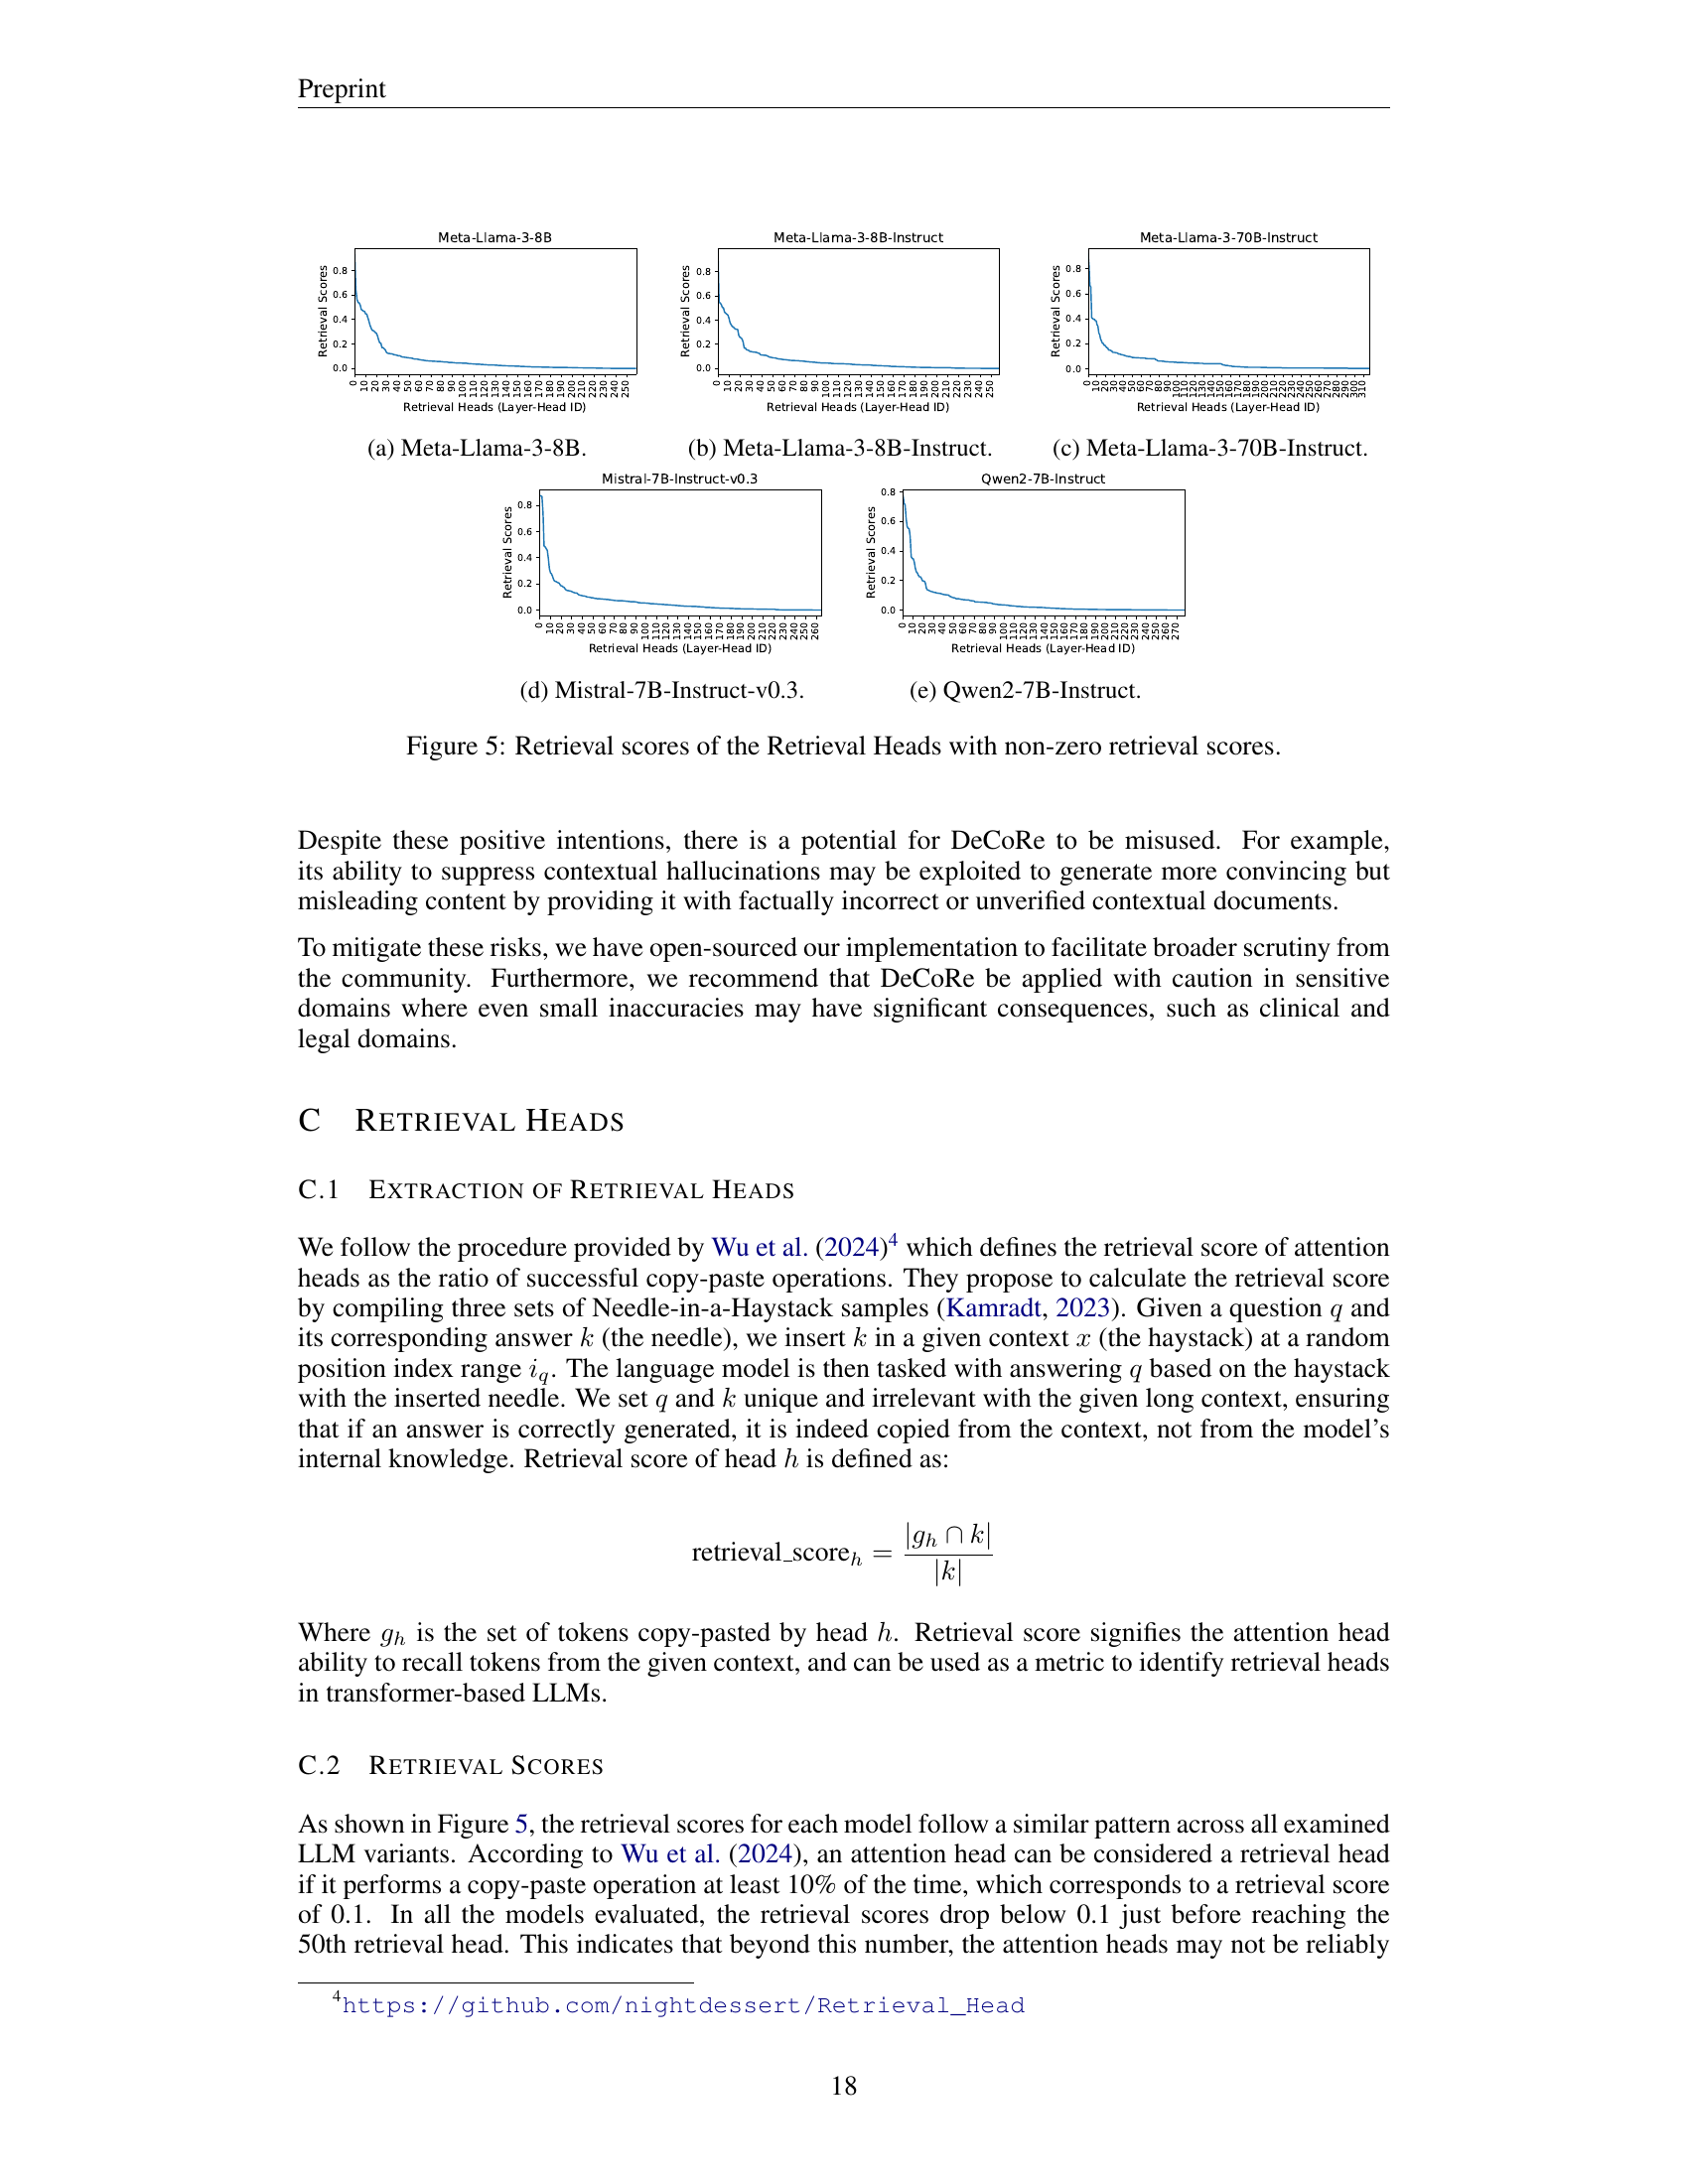 Preprint
Meta-Llama-3-8B
Retrieval Scores
0.8
0.6
0.4
0.2
0.0
0 10 20 30 40 50 60 70 80 90 100 110 120 130 140 150 160 170 180 190 200 210 220 230 240 250
Retrieval Heads (Layer-Head ID)
(a) Meta-Llama-3-8B.
Meta-Llama-3-8B-Instruct
Retrieval Scores
0.8
0.6
0.4
0.2
0.0
0 10 20 30 40 50 60 70 80 90 100 110 120 130 140 150 160 170 180 190 200 210 220 230 240 250
Retrieval Heads (Layer-Head ID)
(b) Meta-Llama-3-8B-Instruct.
Meta-Llama-3-70B-Instruct
Retrieval Scores
0.8
0.6
0.4
0.2
0.0
0 10 20 30 40 50 60 70 80 90 100 110 120 130 140 150 160 170 180 190 200 210 220 230 240 250 260 270 280 290 300 310
Retrieval Heads (Layer-Head ID)
(c) Meta-Llama-3-70B-Instruct.
Mistral-7B-Instruct-v0.3
Retrieval Scores
0.8
0.6
0.4
0.2
0.0
0 10 20 30 40 50 60 70 80 90 100 110 120 130 140 150 160 170 180 190 200 210 220 230 240 250 260
Retrieval Heads (Layer-Head ID)
(d) Mistral-7B-Instruct-v0.3.
Qwen2-7B-Instruct
Retrieval Scores
0.8
0.6
0.4
0.2
0.0
0 10 20 30 40 50 60 70 80 90 100 110 120 130 140 150 160 170 180 190 200 210 220 230 240 250 260 270
Retrieval Heads (Layer-Head ID)
(e) Qwen2-7B-Instruct.
Figure 5: Retrieval scores of the Retrieval Heads with non-zero retrieval scores.
Despite these positive intentions, there is a potential for DeCoRe to be misused. For example,
its ability to suppress contextual hallucinations may be exploited to generate more convincing but
misleading content by providing it with factually incorrect or unverified contextual documents.
To mitigate these risks, we have open-sourced our implementation to facilitate broader scrutiny from
the community. Furthermore, we recommend that DeCoRe be applied with caution in sensitive
domains where even small inaccuracies may have significant consequences, such as clinical and
legal domains.
C RETRIEVAL HEADS
C.1 EXTRACTION OF RETRIEVAL HEADS
We follow the procedure provided by Wu et al. (2024)⁴ which defines the retrieval score of attention
heads as the ratio of successful copy-paste operations. They propose to calculate the retrieval score
by compiling three sets of Needle-in-a-Haystack samples (Kamradt, 2023). Given a question q and
its corresponding answer k (the needle), we insert k in a given context x (the haystack) at a random
position index range i_q. The language model is then tasked with answering q based on the haystack
with the inserted needle. We set q and k unique and irrelevant with the given long context, ensuring
that if an answer is correctly generated, it is indeed copied from the context, not from the model's
internal knowledge. Retrieval score of head h is defined as:
retrieval_score_h = |g_h ∩ k| / |k|
Where g_h is the set of tokens copy-pasted by head h. Retrieval score signifies the attention head
ability to recall tokens from the given context, and can be used as a metric to identify retrieval heads
in transformer-based LLMs.
C.2 RETRIEVAL SCORES
As shown in Figure 5, the retrieval scores for each model follow a similar pattern across all examined
LLM variants. According to Wu et al. (2024), an attention head can be considered a retrieval head
if it performs a copy-paste operation at least 10% of the time, which corresponds to a retrieval score
of 0.1. In all the models evaluated, the retrieval scores drop below 0.1 just before reaching the
50th retrieval head. This indicates that beyond this number, the attention heads may not be reliably
⁴https://github.com/nightdessert/Retrieval_Head
18